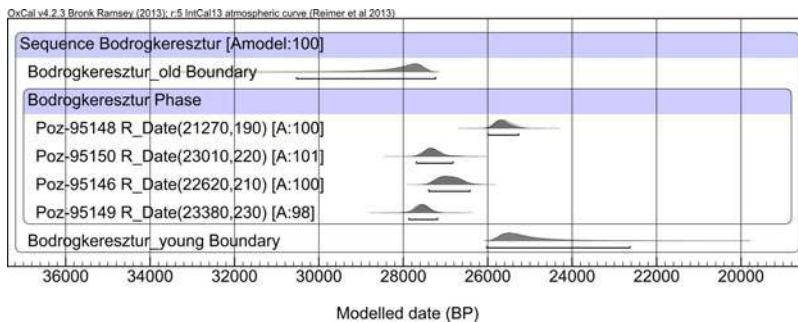 OxCal v4.2.3 Bronk Ramsey (2013); r:5 IntCal13 atmospheric curve (Reimer et al 2013)
Sequence Bodrogkeresztur [Amodel:100]
Bodrogkeresztur_old Boundary
Bodrogkeresztur Phase
Poz-95148 R_Date(21270,190) [A:100]
Poz-95150 R_Date(23010,220) [A:101]
Poz-95146 R_Date(22620,210) [A:100]
Poz-95149 R_Date(23380,230) [A:98]
Bodrogkeresztur_young Boundary
36000 34000 32000 30000 28000 26000 24000 22000 20000
Modelled date (BP)